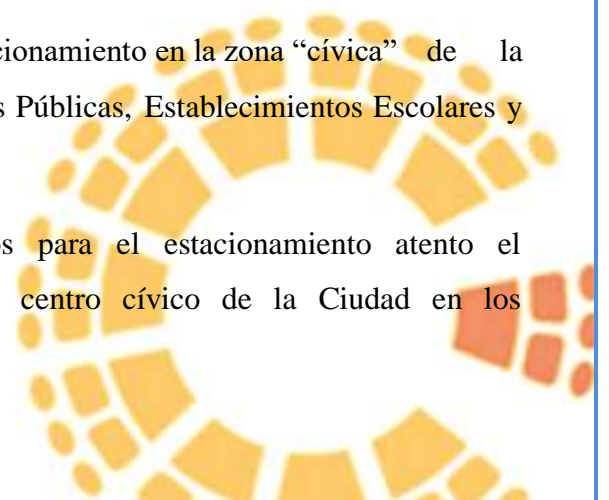 cionamiento en la zona “cívica” de la
s Públicas, Establecimientos Escolares y
os para el estacionamiento atento el
centro cívico de la Ciudad en los